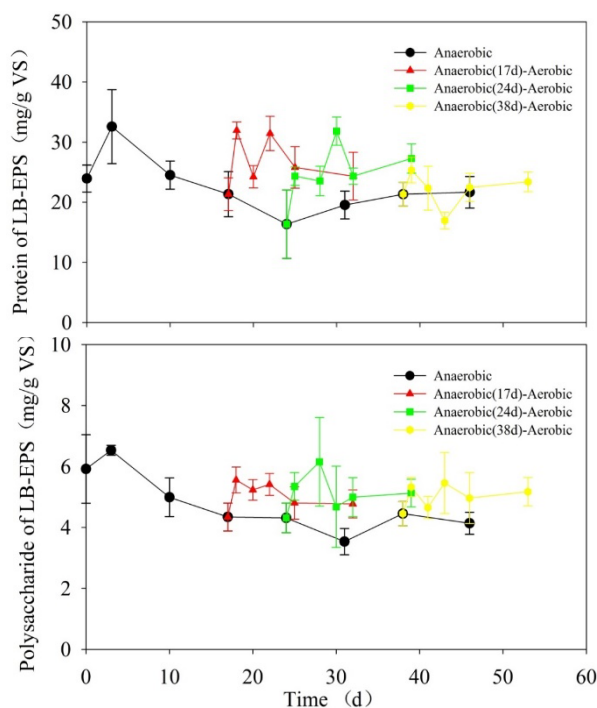 Protein of LB-EPS（mg/g VS）
50
40
30
20
10
0
Anaerobic
Anaerobic(17d)-Aerobic
Anaerobic(24d)-Aerobic
Anaerobic(38d)-Aerobic
Polysaccharide of LB-EPS（mg/g VS）
10
8
6
4
2
0
Anaerobic
Anaerobic(17d)-Aerobic
Anaerobic(24d)-Aerobic
Anaerobic(38d)-Aerobic
0 10 20 30 40 50 60
Time （d）